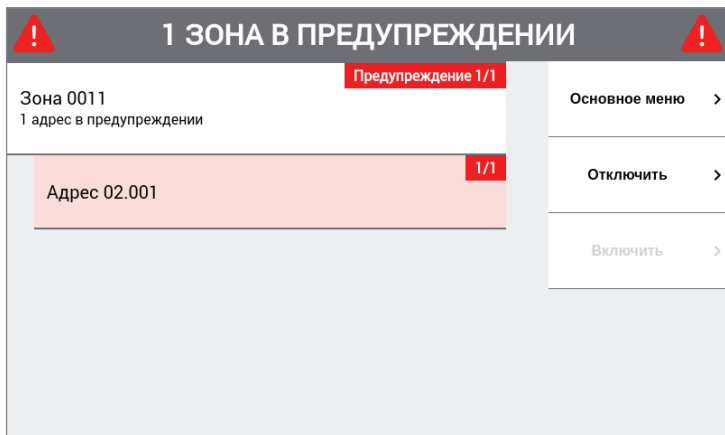 1 ЗОНА В ПРЕДУПРЕЖДЕНИИ
Предупреждение 1/1
Зона 0011
1 адрес в предупреждении
1/1
Адрес 02.001
Основное меню
Отключить
Включить